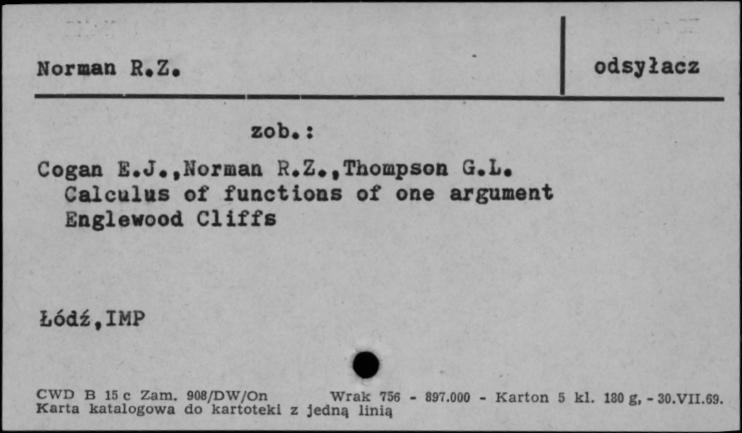 Norman R.Z.
odsyłacz
zob.:
Cogan E.J.,Norman R.Z.,Thompson G.L.
Calculus of functions of one argument
Englewood Cliffs
Łódź,IMP
CWD B 15 c Zam. 908/DW/On Wrak 756 - 897.000 - Karton 5 kl. 180 g, - 30.VII.69.
Karta katalogowa do kartoteki z jedną linią